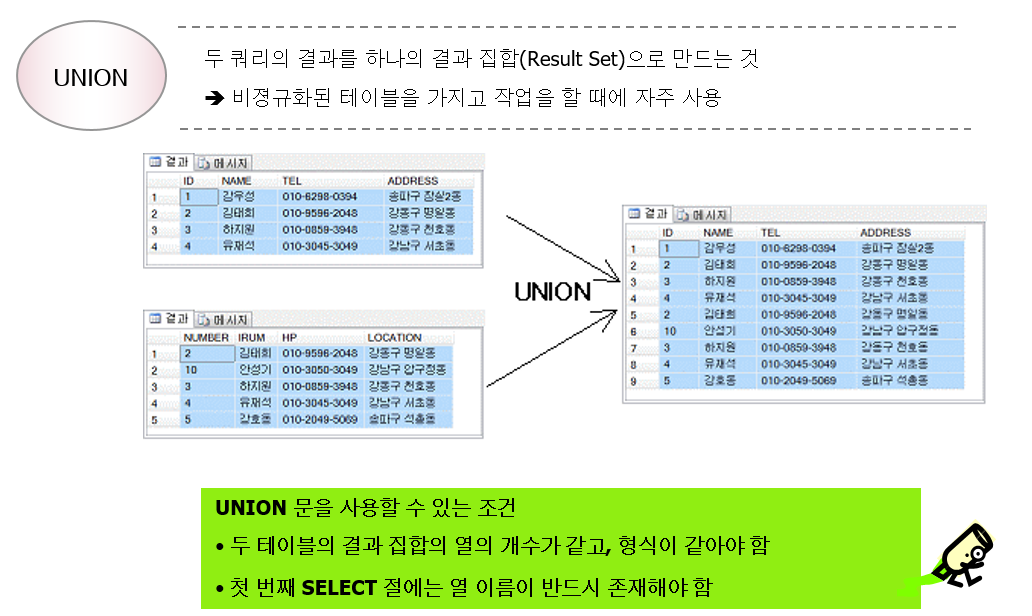 UNION
두 쿼리의 결과를 하나의 결과 집합(Result Set)으로 만드는 것
➔ 비정규화된 테이블을 가지고 작업을 할 때에 자주 사용
결과 메시지
ID NAME TEL ADDRESS
1 1 감우성 010-6298-0394 송파구 잠실2동
2 2 김태희 010-9596-2048 강동구 명일동
3 3 하지원 010-0859-3948 강동구 천호동
4 4 유재석 010-3045-3049 강남구 서초동
결과 메시지
NUMBER IRUM HP LOCATION
1 2 김태희 010-9596-2048 강동구 명일동
2 10 안성기 010-3050-3049 강남구 압구정동
3 3 하지원 010-0859-3948 강동구 천호동
4 4 유재석 010-3045-3049 강남구 서초동
5 5 강호동 010-2049-5069 송파구 석촌동
UNION
결과 메시지
ID NAME TEL ADDRESS
1 1 감우성 010-6298-0394 송파구 잠실2동
2 2 김태희 010-9596-2048 강동구 명일동
3 3 하지원 010-0859-3948 강동구 천호동
4 4 유재석 010-3045-3049 강남구 서초동
5 2 김태희 010-9596-2048 강동구 명일동
6 10 안성기 010-3050-3049 강남구 압구정동
7 3 하지원 010-0859-3948 강동구 천호동
8 4 유재석 010-3045-3049 강남구 서초동
9 5 강호동 010-2049-5069 송파구 석촌동
UNION 문을 사용할 수 있는 조건
• 두 테이블의 결과 집합의 열의 개수가 같고, 형식이 같아야 함
• 첫 번째 SELECT 절에는 열 이름이 반드시 존재해야 함